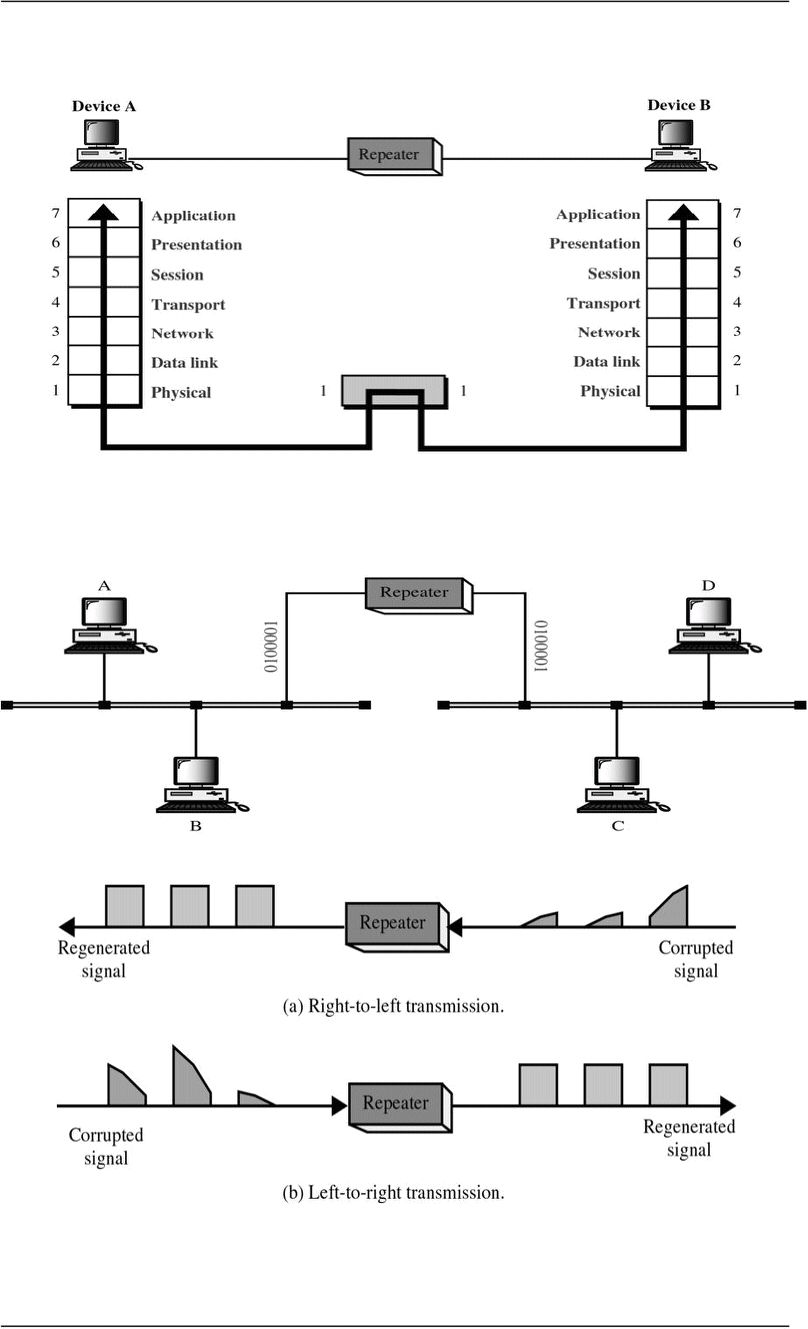 Device A
Device B
Repeater
7 Application
6 Presentation
5 Session
4 Transport
3 Network
2 Data link
1 Physical
1
1
Application 7
Presentation 6
Session 5
Transport 4
Network 3
Data link 2
Physical 1
A
Repeater
D
0100001
0100001
B
C
Repeater
Regenerated
signal
Corrupted
signal
(a) Right-to-left transmission.
Repeater
Corrupted
signal
Regenerated
signal
(b) Left-to-right transmission.